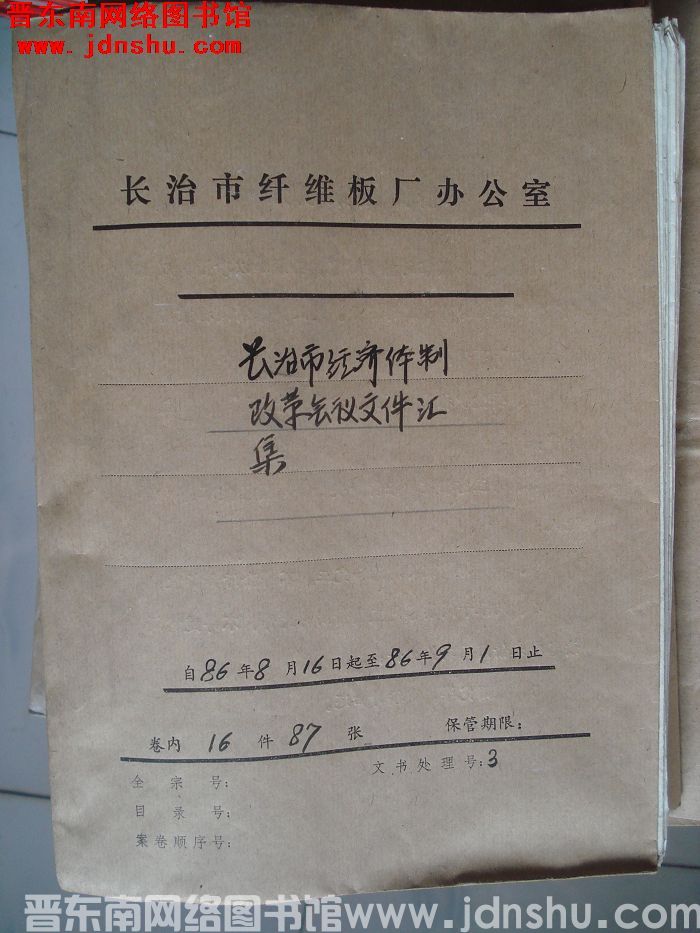 晋东南网络图书馆
www.jdnshu.com
长治市纤维板厂办公室
长治市经济体制
改革会议文件汇
集
自86年8月16日起至86年9月1日止
卷内 16 件 87 张 保管期限:
文书处理号:3
全宗号:
目录号:
案卷顺序号:
晋东南网络图书馆www.jdnshu.com